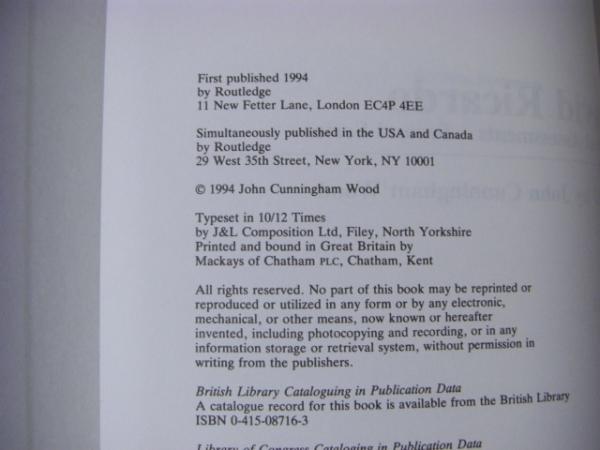 First published 1994
by Routledge
11 New Fetter Lane, London EC4P 4EE
Simultaneously published in the USA and Canada
by Routledge
29 West 35th Street, New York, NY 10001
© 1994 John Cunningham Wood
Typeset in 10/12 Times
by J&L Composition Ltd, Filey, North Yorkshire
Printed and bound in Great Britain by
Mackays of Chatham PLC, Chatham, Kent
All rights reserved. No part of this book may be reprinted or
reproduced or utilized in any form or by any electronic,
mechanical, or other means, now known or hereafter
invented, including photocopying and recording, or in any
information storage or retrieval system, without permission in
writing from the publishers.
British Library Cataloguing in Publication Data
A catalogue record for this book is available from the British Library
ISBN 0-415-08716-3
Library of Congress Cataloging in Publication Data